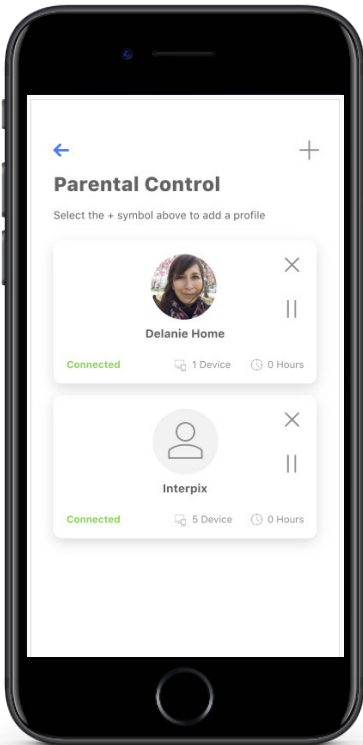 Parental Control
Select the + symbol above to add a profile
Delanie Home
Connected 1 Device 0 Hours
Interpix
Connected 5 Device 0 Hours